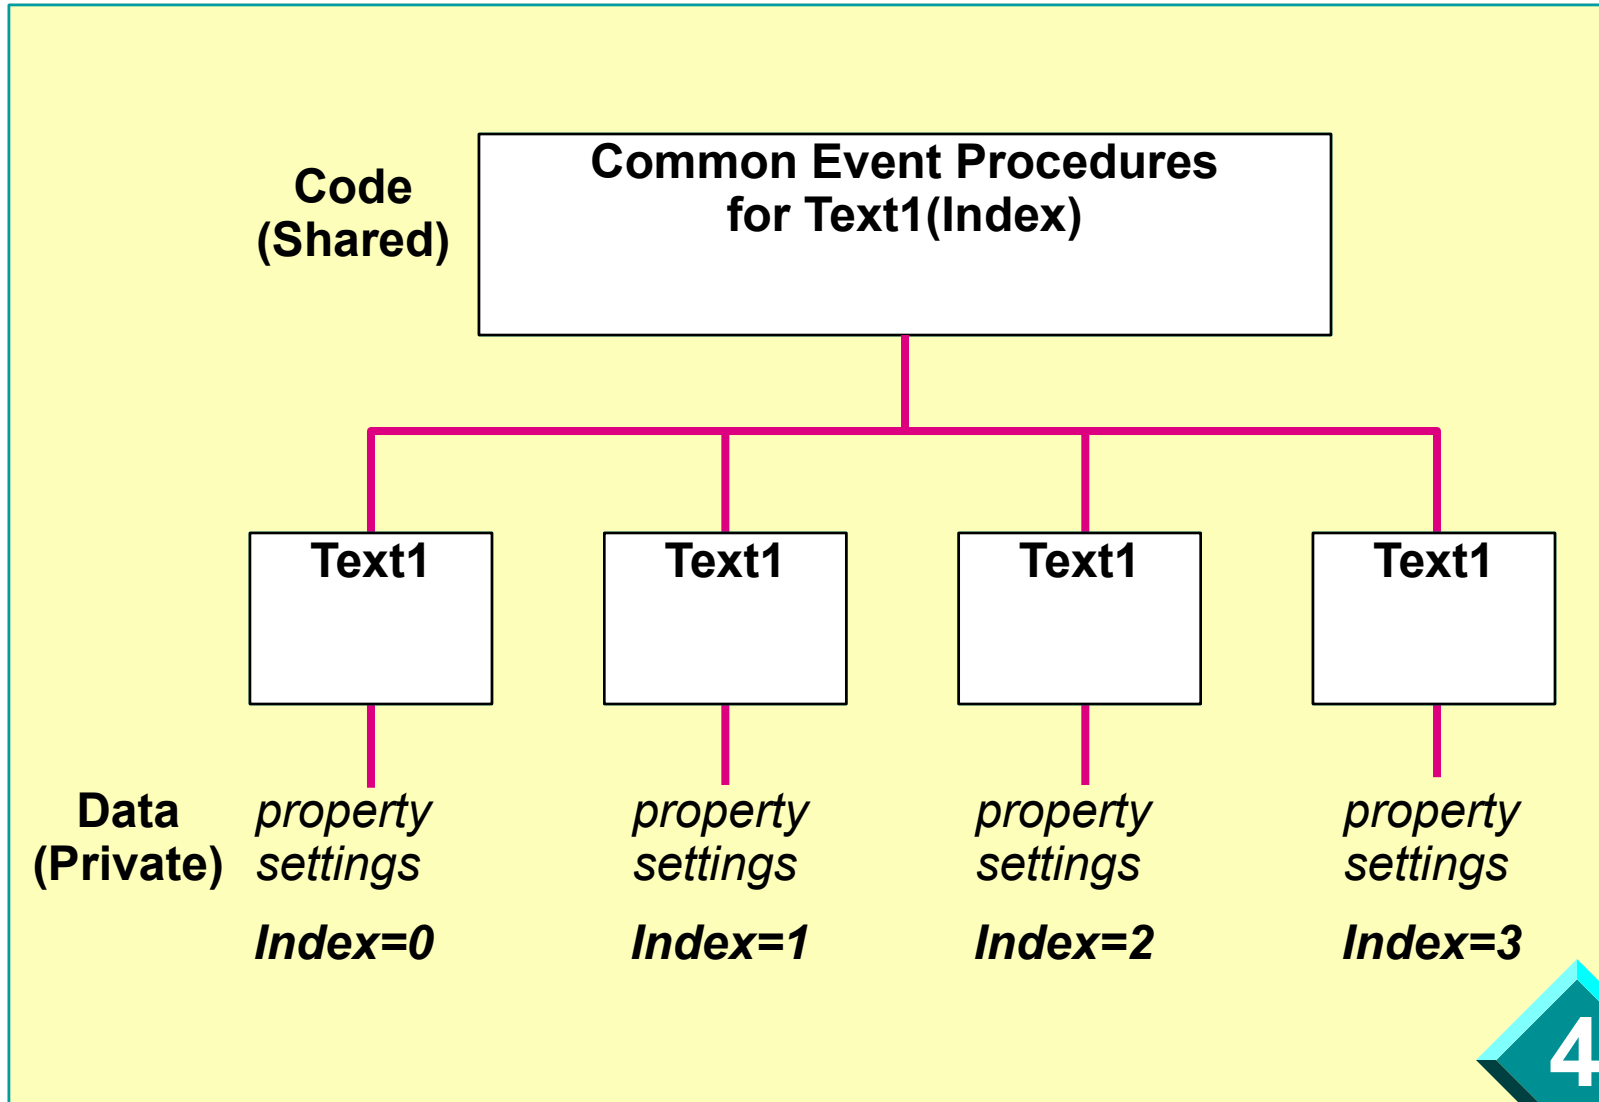 Code
(Shared)
Common Event Procedures
for Text1(Index)
Text1
Text1
Text1
Text1
Data
(Private)
property
settings
Index=0
property
settings
Index=1
property
settings
Index=2
property
settings
Index=3
4